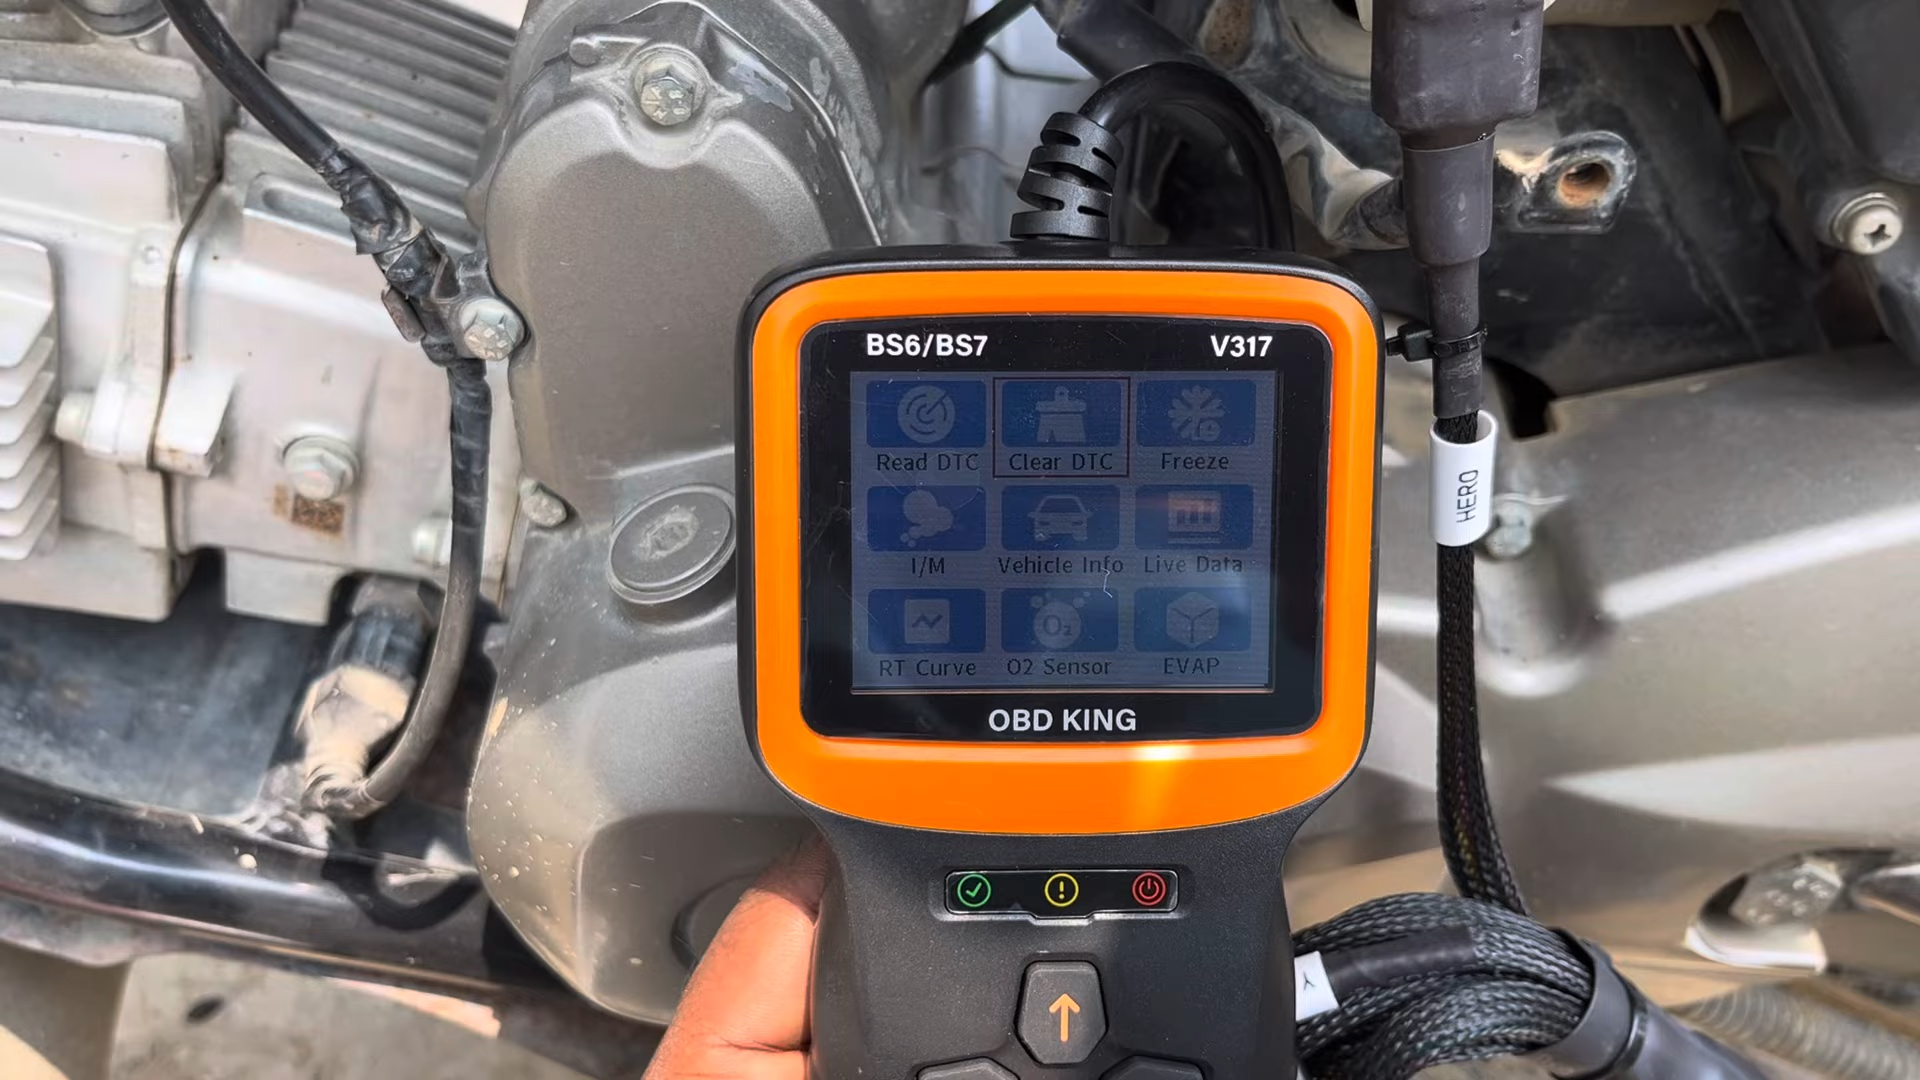 BS6/BS7 V317
Read DTC Clear DTC Freeze
I/M Vehicle Info Live Data
O₂
RT Curve O2 Sensor EVAP
OBD KING
HERO
Y